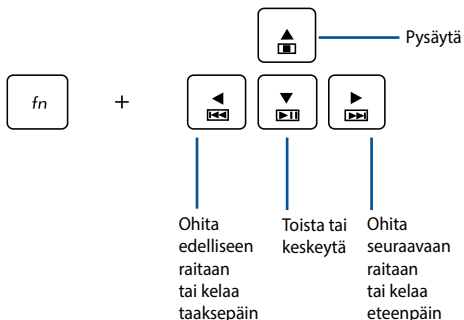 Pysäytä
fn
+
Ohita
edelliseen
raitaan
tai kelaa
taaksepäin
Toista tai
keskeytä
Ohita
seuraavaan
raitaan
tai kelaa
eteenpäin